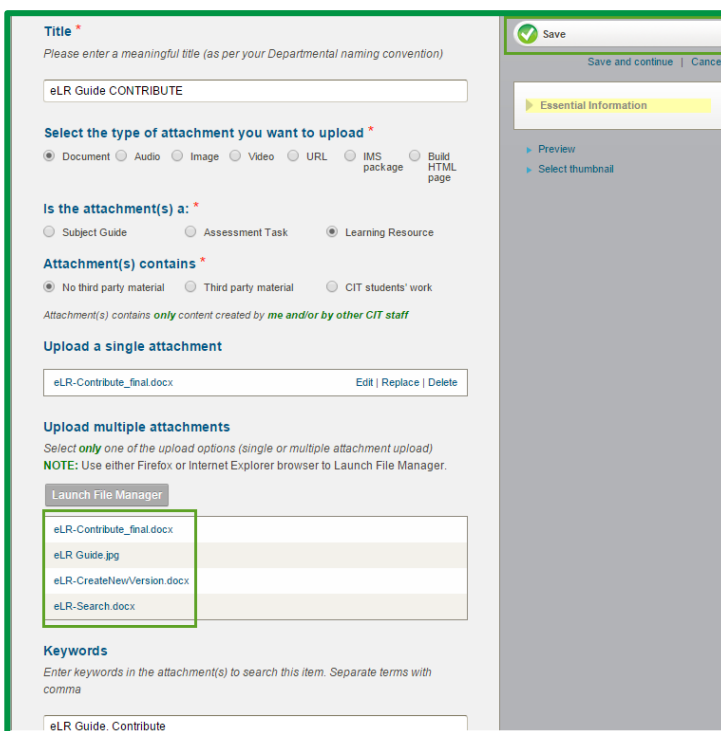 Title *
Please enter a meaningful title (as per your Departmental naming convention)
eLR Guide CONTRIBUTE
Select the type of attachment you want to upload *
Document Audio Image Video URL IMS package Build HTML page
Is the attachment(s) a: *
Subject Guide Assessment Task Learning Resource
Attachment(s) contains *
No third party material Third party material CIT students' work
Attachment(s) contains only content created by me and/or by other CIT staff
Upload a single attachment
eLR-Contribute_final.docx Edit | Replace | Delete
Upload multiple attachments
Select only one of the upload options (single or multiple attachment upload)
NOTE: Use either Firefox or Internet Explorer browser to Launch File Manager.
Launch File Manager
eLR-Contribute_final.docx
eLR Guide.jpg
eLR-CreateNewVersion.docx
eLR-Search.docx
Keywords
Enter keywords in the attachment(s) to search this item. Separate terms with
comma
eLR Guide, Contribute
Save
Save and continue | Cance
Essential Information
Preview
Select thumbnail